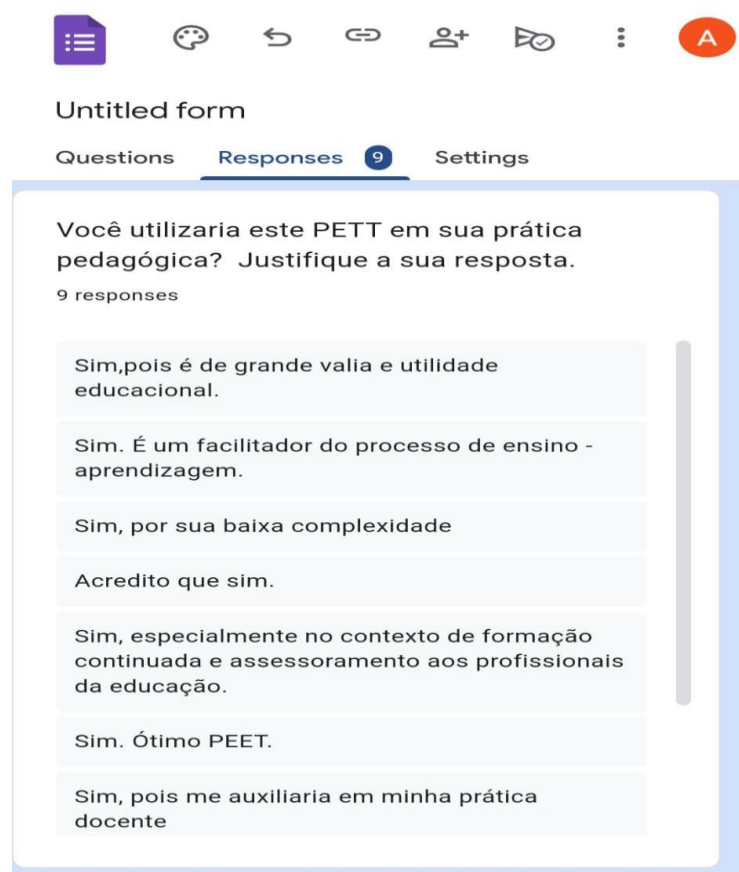 A
Untitled form
Questions Responses 9 Settings
Você utilizaria este PETT em sua prática
pedagógica? Justifique a sua resposta.
9 responses
Sim,pois é de grande valia e utilidade
educacional.
Sim. É um facilitador do processo de ensino -
aprendizagem.
Sim, por sua baixa complexidade
Acredito que sim.
Sim, especialmente no contexto de formação
continuada e assessoramento aos profissionais
da educação.
Sim. Ótimo PEET.
Sim, pois me auxiliaria em minha prática
docente